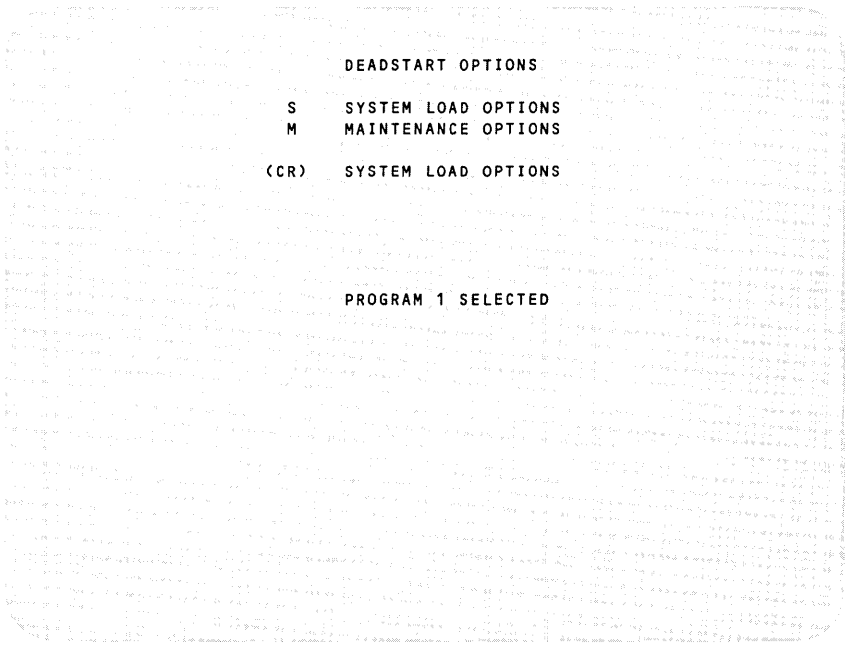 DEADSTART OPTIONS
S SYSTEM LOAD OPTIONS
M MAINTENANCE OPTIONS
(CR) SYSTEM LOAD OPTIONS
PROGRAM 1 SELECTED